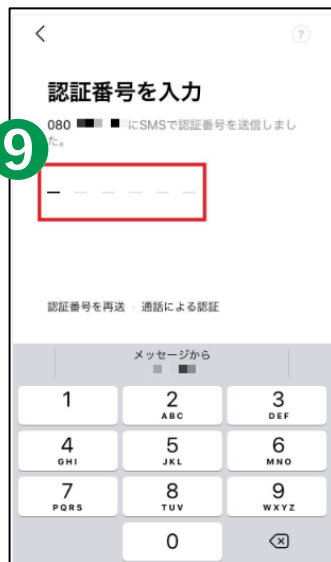 ?
認証番号を入力
080 にSMSで認証番号を送信しまし
た。
9
認証番号を再送 · 通話による認証
メッセージから
1 2 3
ABC DEF
4 5 6
GHI JKL MNO
7 8 9
PQRS TUV WXYZ
0